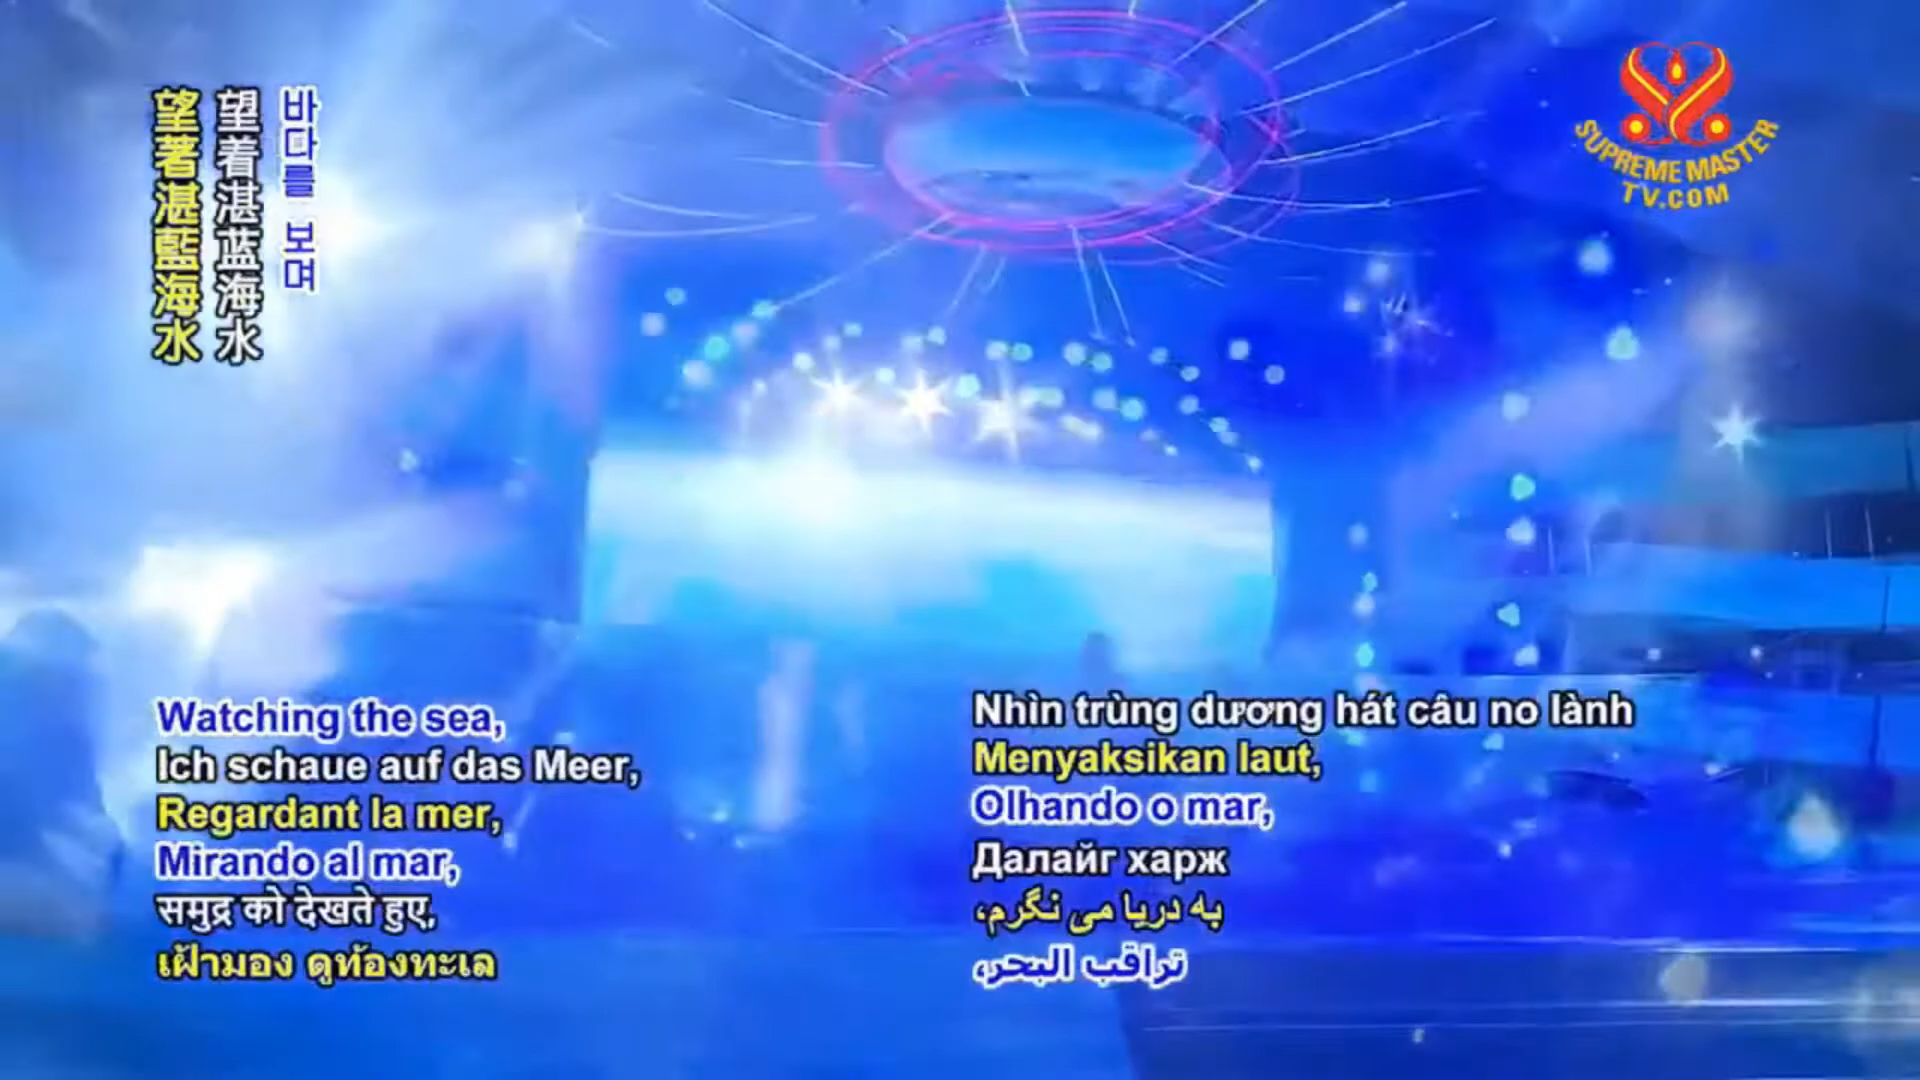 바다를 보며
望着湛蓝海水
望著湛藍海水
SUPREME MASTER
TV.COM
Watching the sea,
Ich schaue auf das Meer,
Regardant la mer,
Mirando al mar,
समुद्र को देखते हुए,
เฝ้ามอง ดูท้องทะเล
Nhìn trùng dương hát câu no lành
Menyaksikan laut,
Olhando o mar,
Далайг харж
به دریا می نگرم،
تراقب البحر،